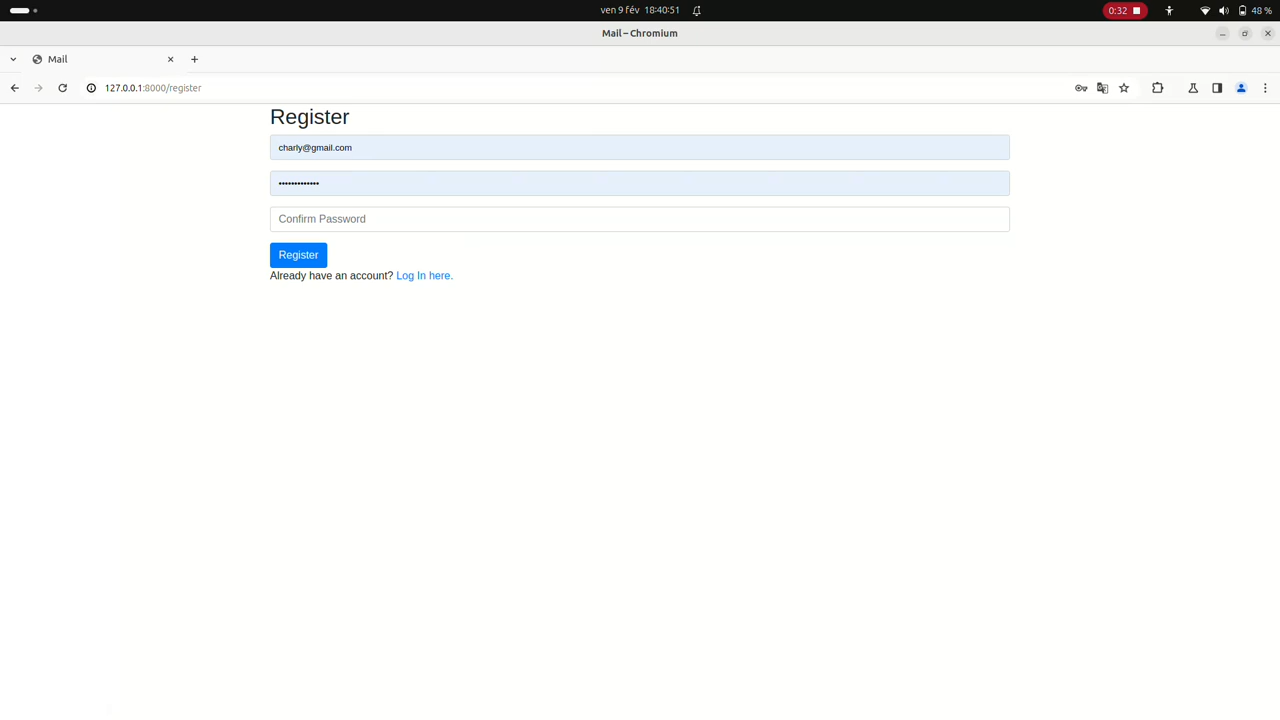 ven 9 fév 18:40:51
0:32
48 %
Mail – Chromium
Mail
127.0.0.1:8000/register
Register
charly@gmail.com
•••••••••••••
Confirm Password
Register
Already have an account? Log In here.